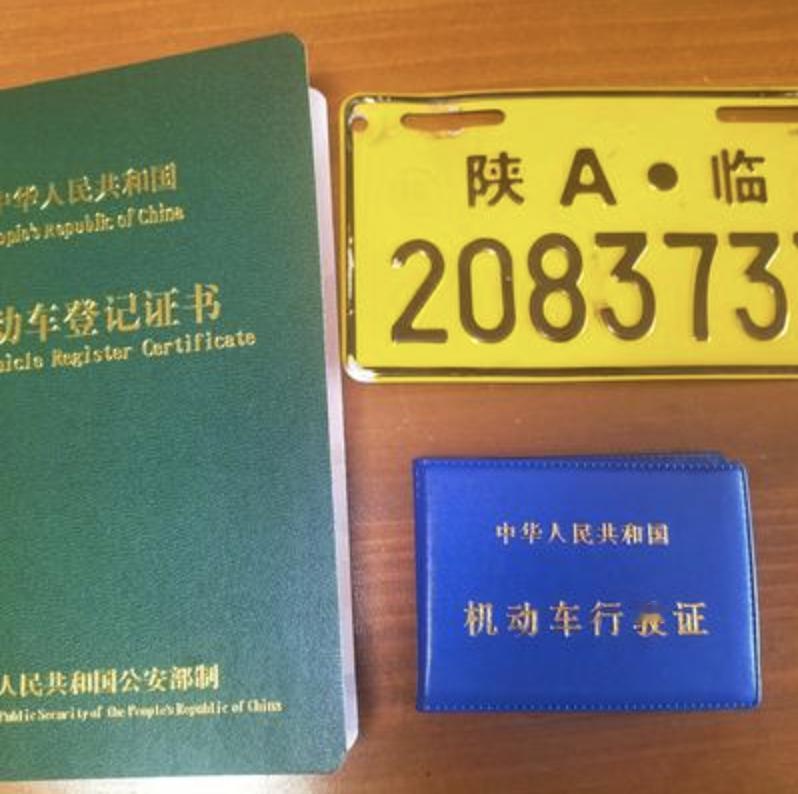 中华人民共和国
People's Republic of China
动车登记证书
Register Certificate
人民共和国公安部制
Public Security of the People's Republic of China
陕A·临
208373
中华人民共和国
机动车行证